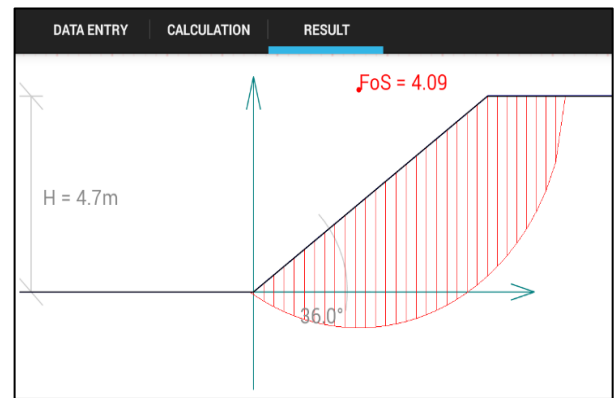 DATA ENTRY CALCULATION RESULT
FoS = 4.09
H = 4.7m
36.0°